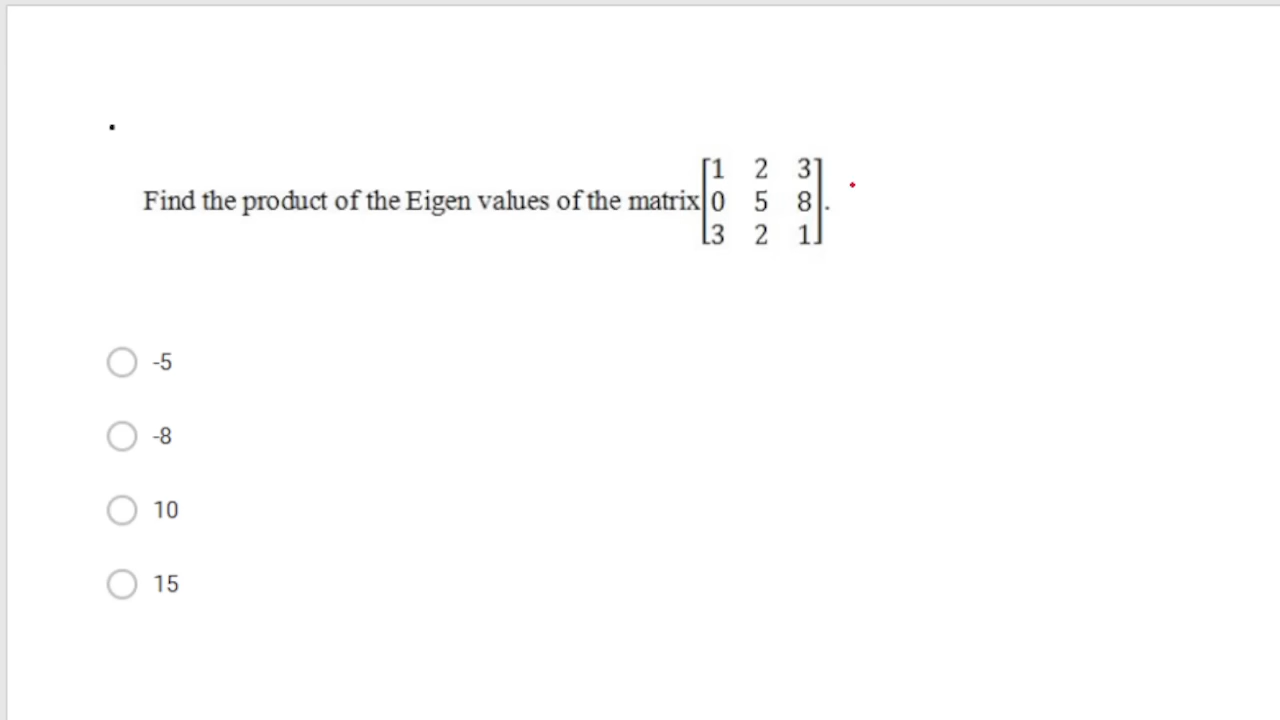 Find the product of the Eigen values of the matrix [1 2 3
0 5 8
3 2 1].
-5
-8
10
15